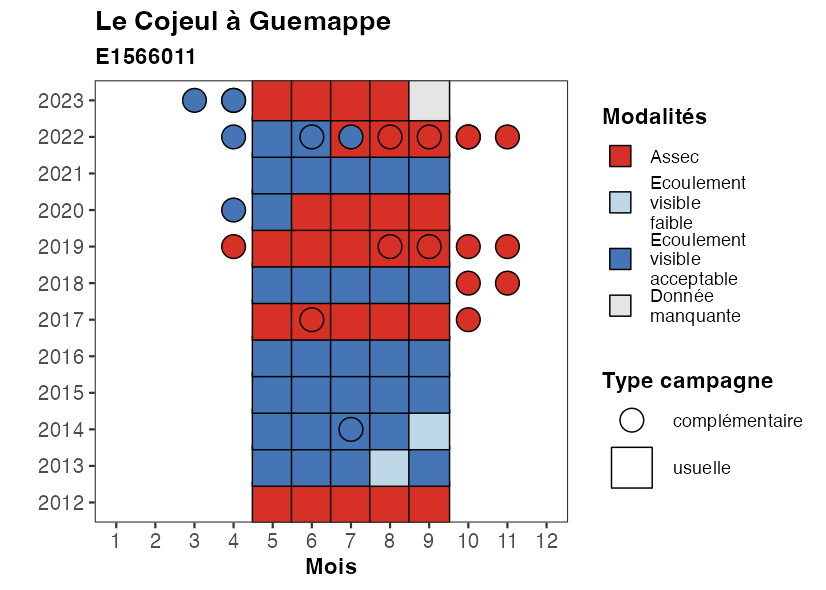 Le Cojeul à Guemappe
E1566011
2023
2022
2021
2020
2019
2018
2017
2016
2015
2014
2013
2012
1 2 3 4 5 6 7 8 9 10 11 12
Mois
Modalités
Assec
Ecoulement
visible
faible
Ecoulement
visible
acceptable
Donnée
manquante
Type campagne
complémentaire
usuelle